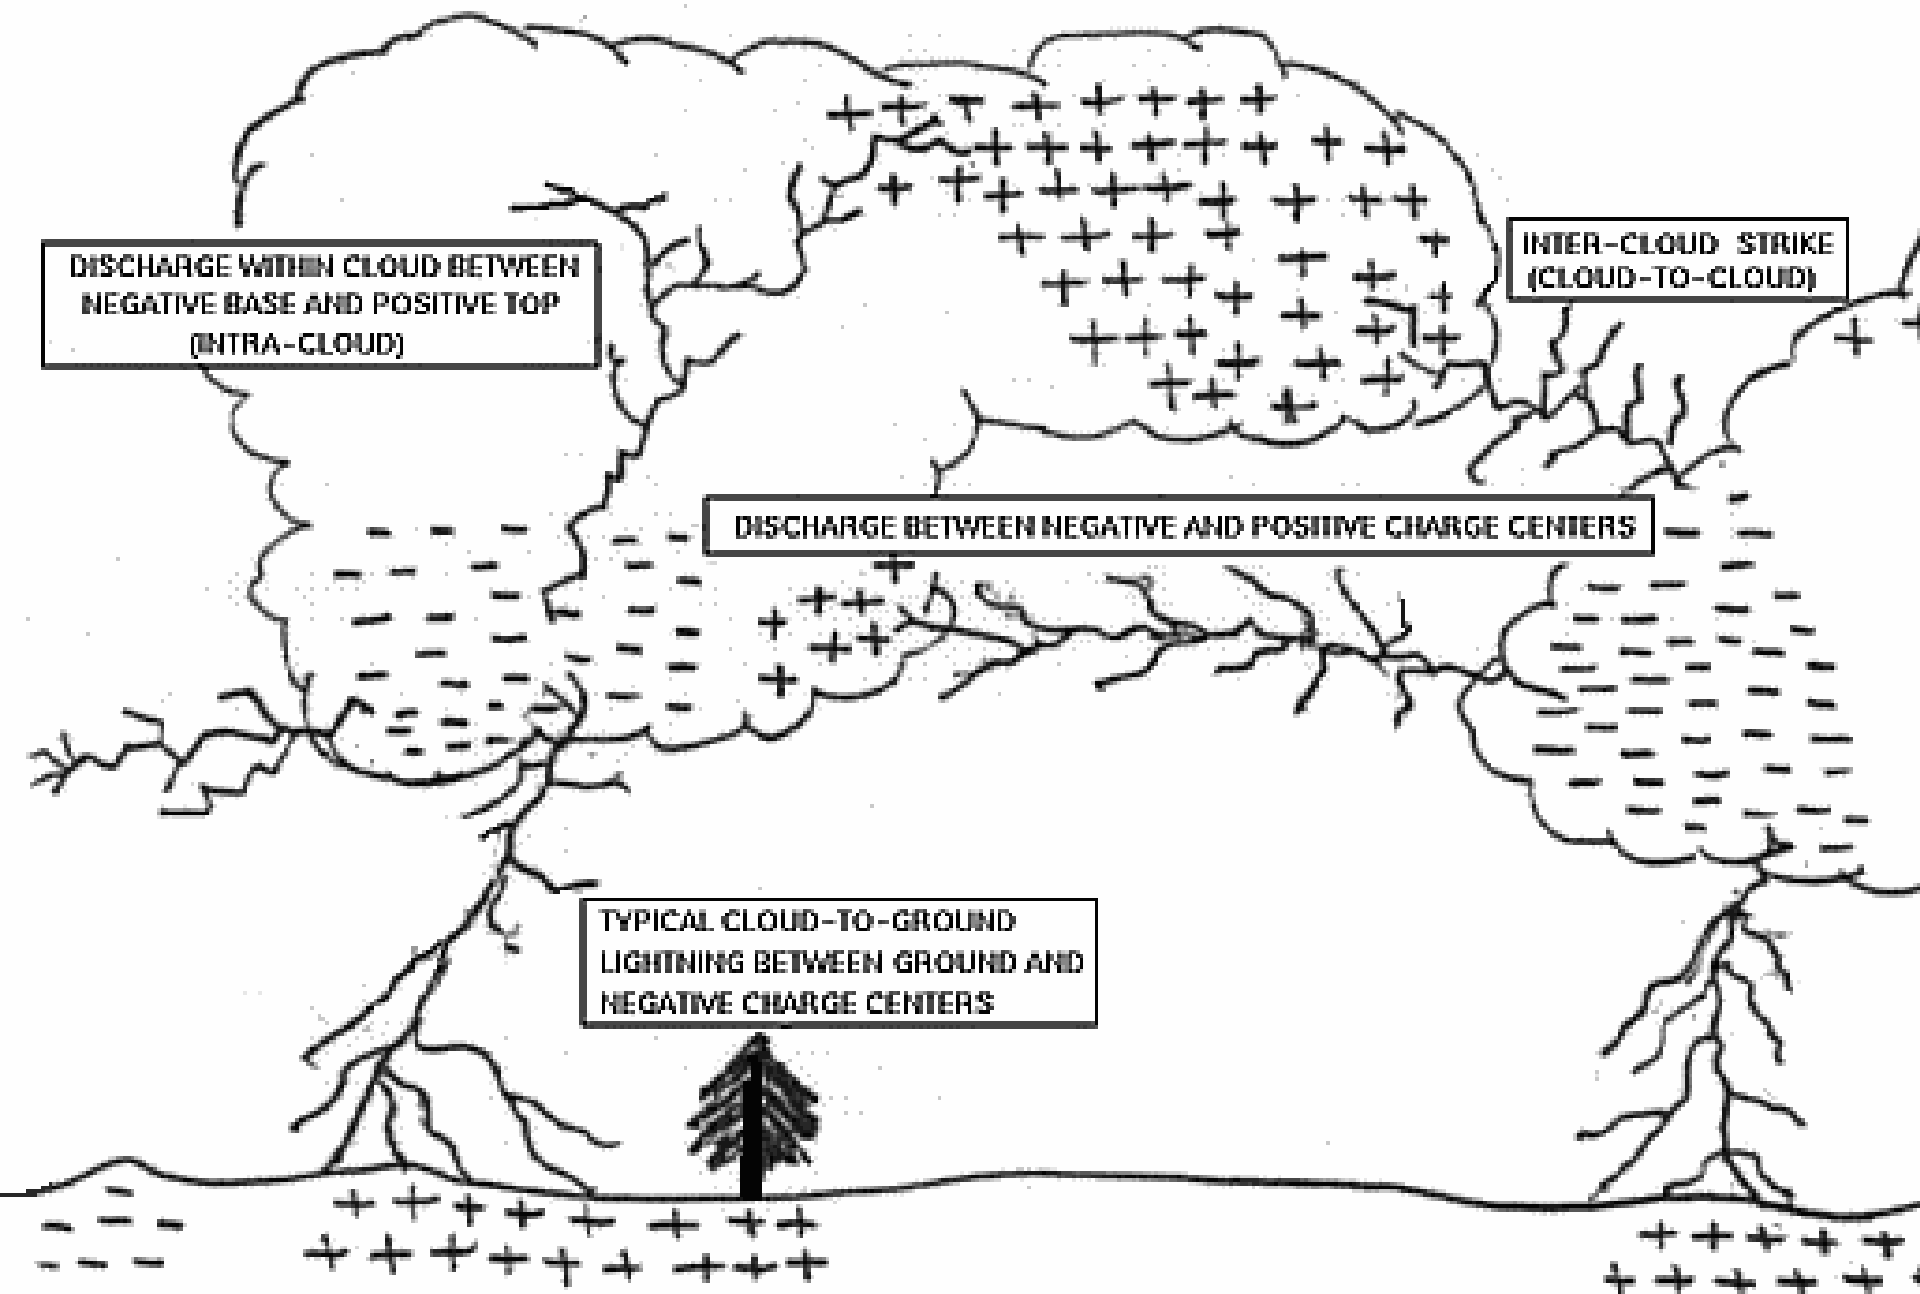 DISCHARGE WITHIN CLOUD BETWEEN
NEGATIVE BASE AND POSITIVE TOP
(INTRA-CLOUD)
INTER-CLOUD STRIKE
(CLOUD-TO-CLOUD)
DISCHARGE BETWEEN NEGATIVE AND POSITIVE CHARGE CENTERS
TYPICAL CLOUD-TO-GROUND
LIGHTNING BETWEEN GROUND AND
NEGATIVE CHARGE CENTERS